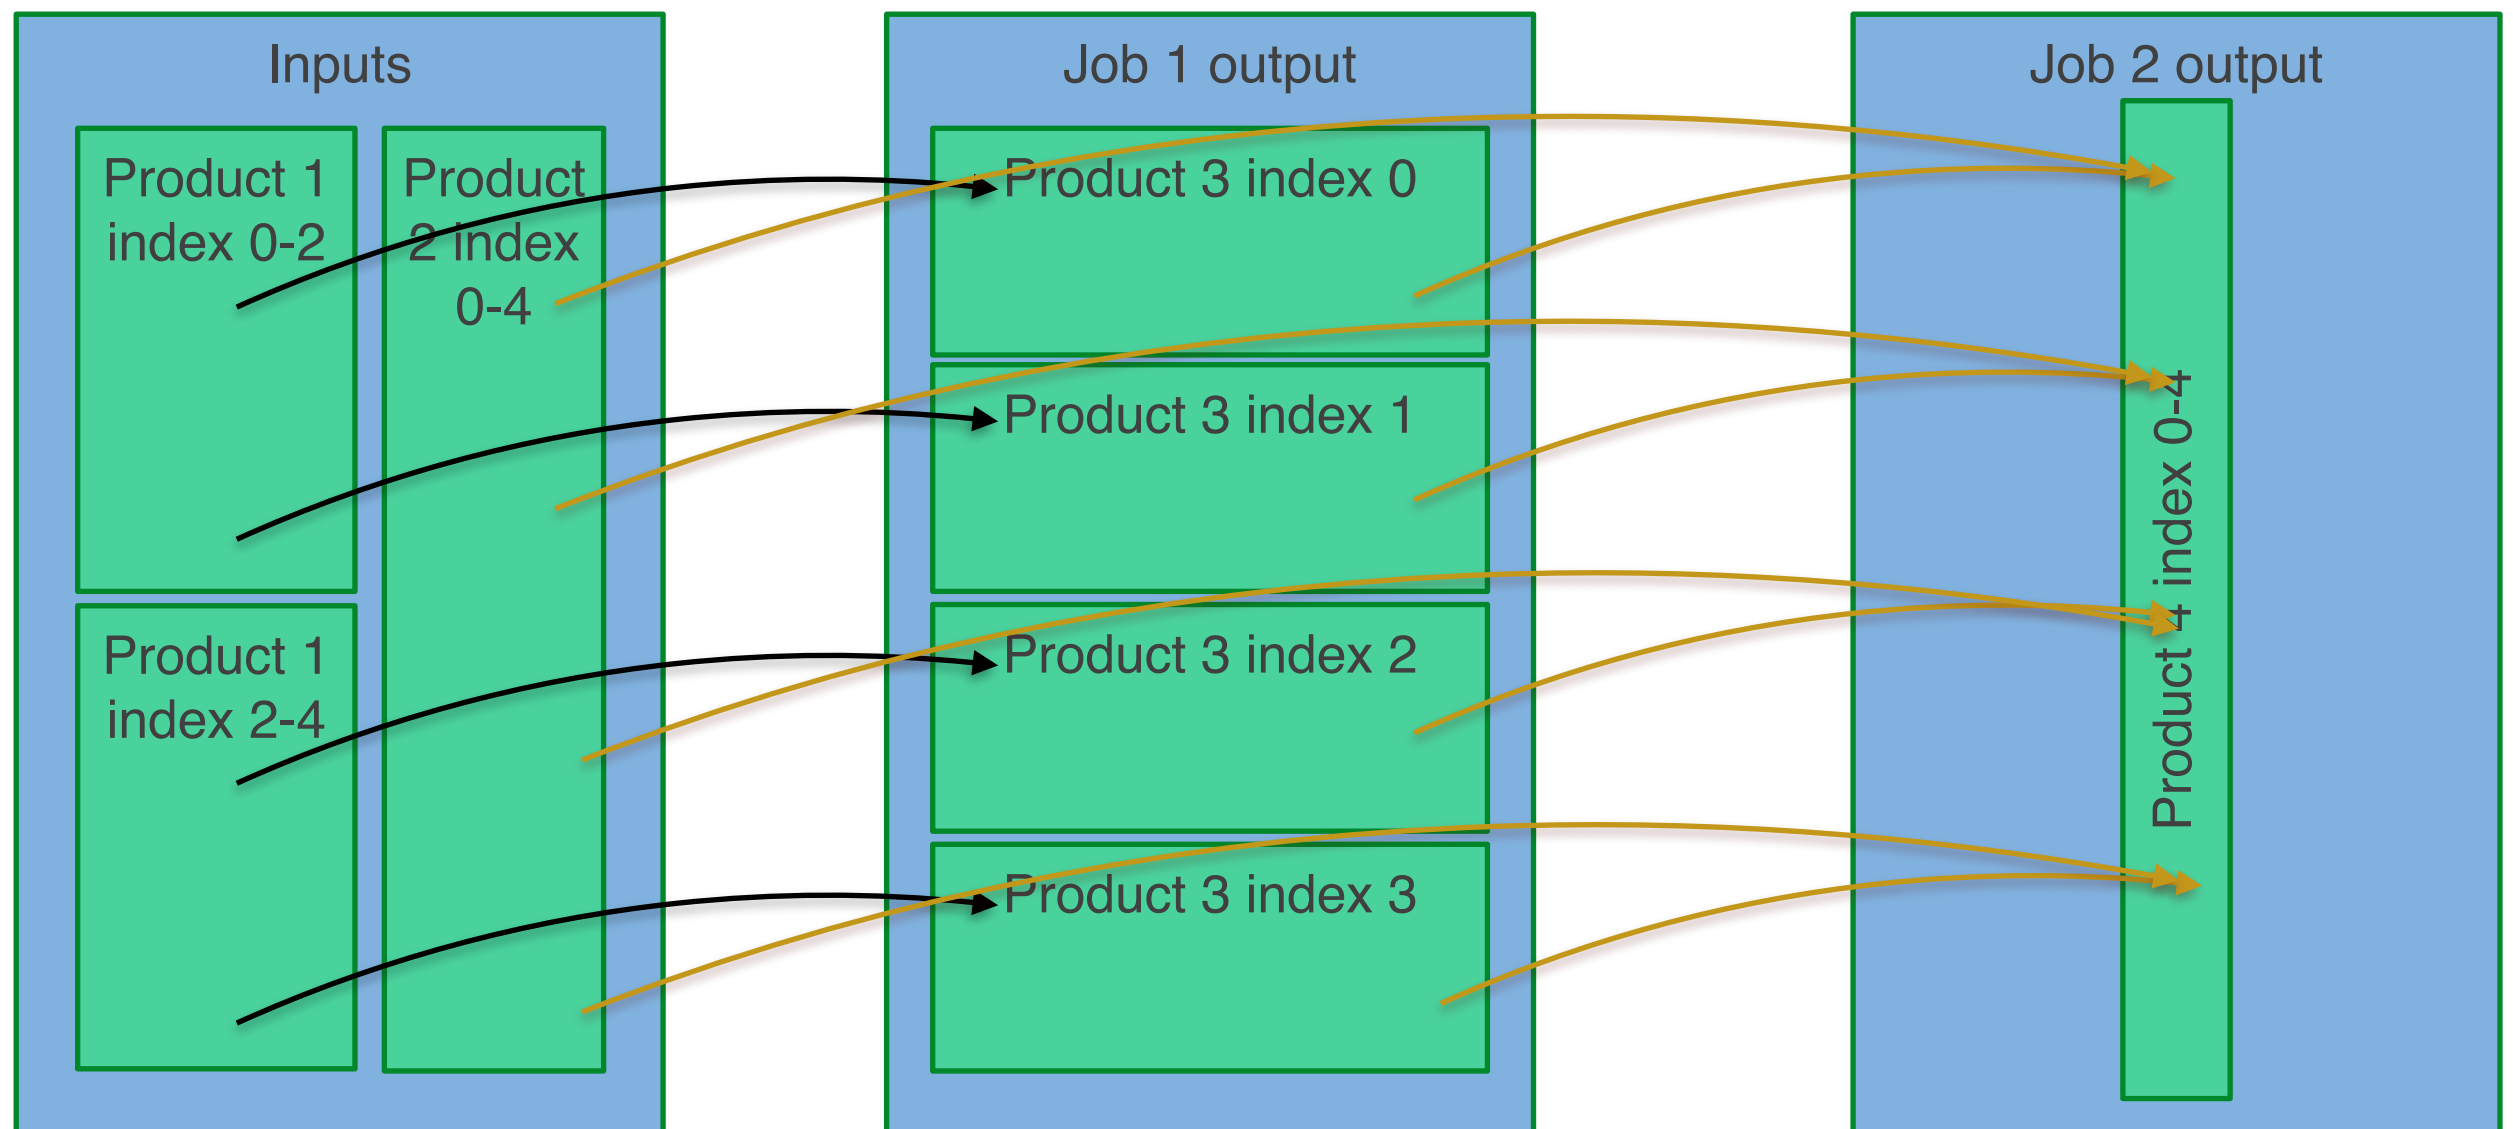 Inputs
Product 1
index 0-2
Product
2 index
0-4
Product 1
index 2-4
Job 1 output
Product 3 index 0
Product 3 index 1
Product 3 index 2
Product 3 index 3
Job 2 output
Product 4 index 0-4